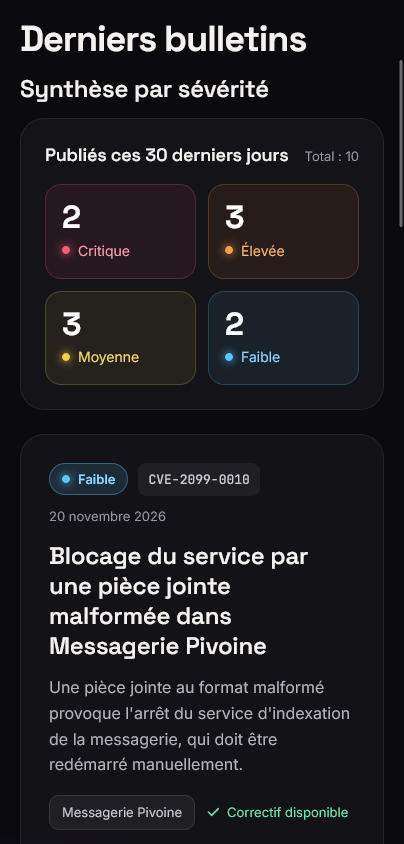 Derniers bulletins
Synthèse par sévérité
Publiés ces 30 derniers jours Total : 10
2
Critique
3
Élevée
3
Moyenne
2
Faible
Faible CVE-2099-0010
20 novembre 2026
Blocage du service par
une pièce jointe
malformée dans
Messagerie Pivoine
Une pièce jointe au format malformé
provoque l'arrêt du service d'indexation
de la messagerie, qui doit être
redémarré manuellement.
Messagerie Pivoine Correctif disponible